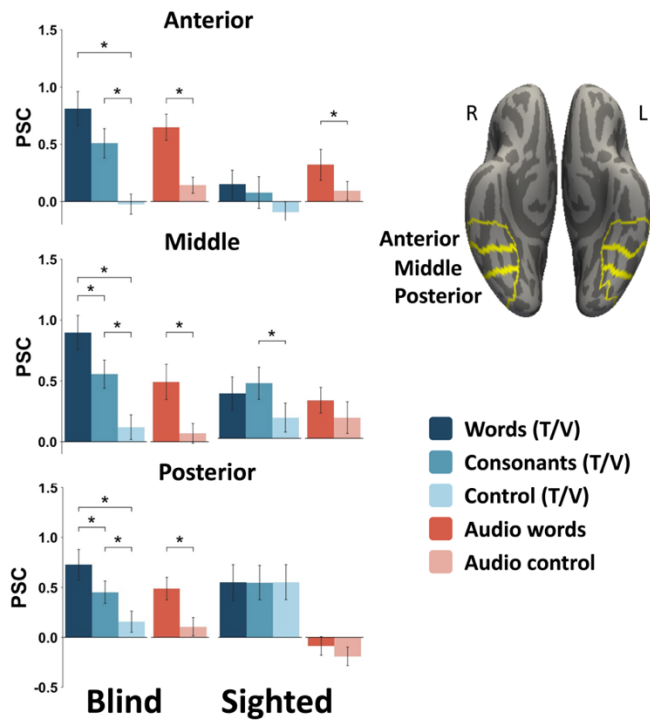 Anterior
1.5
1.0
0.5
0.0
PSC
* * * *
R L
Anterior
Middle
Posterior
Middle
1.5
1.0
0.5
0.0
PSC
* * * * *
Words (T/V)
Consonants (T/V)
Control (T/V)
Audio words
Audio control
Posterior
1.5
1.0
0.5
0.0
-0.5
PSC
* * * *
Blind Sighted